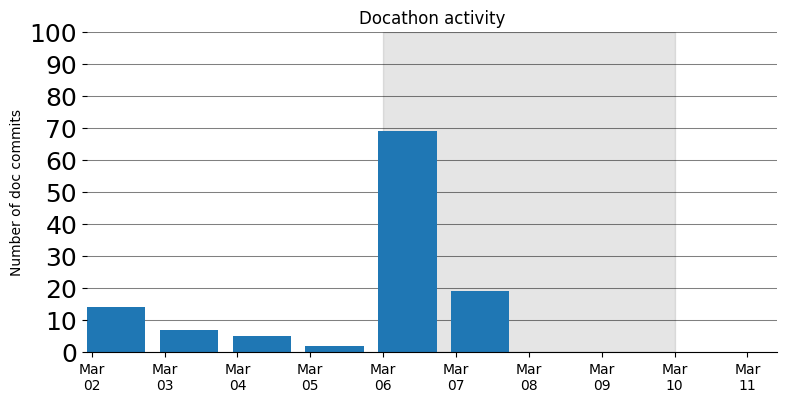 Docathon activity
Number of doc commits
100
90
80
70
60
50
40
30
20
10
0
Mar 02
Mar 03
Mar 04
Mar 05
Mar 06
Mar 07
Mar 08
Mar 09
Mar 10
Mar 11